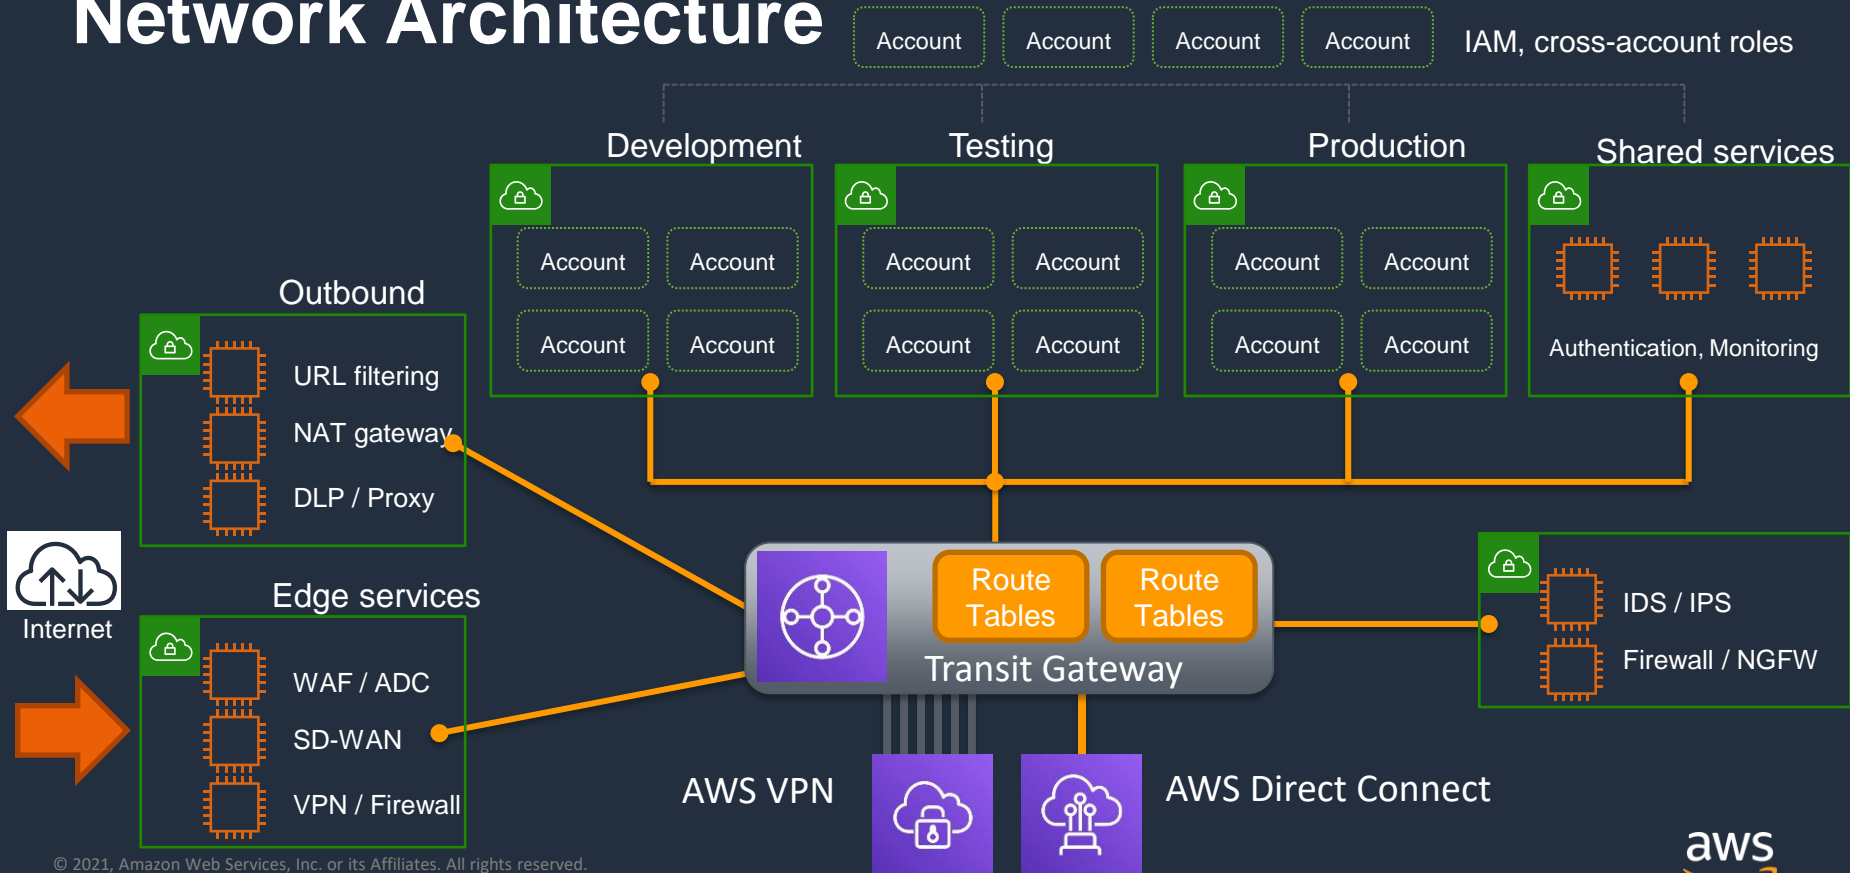 Network Architecture
Account Account Account Account IAM, cross-account roles
Development Testing Production Shared services
Account Account Account Account Account Account
Account Account Account Account Account Account
Authentication, Monitoring
Outbound
URL filtering
NAT gateway
DLP / Proxy
Internet
Edge services
WAF / ADC
SD-WAN
VPN / Firewall
Route
Tables
Route
Tables
Transit Gateway
IDS / IPS
Firewall / NGFW
AWS VPN
AWS Direct Connect
© 2021, Amazon Web Services, Inc. or its Affiliates. All rights reserved.
aws